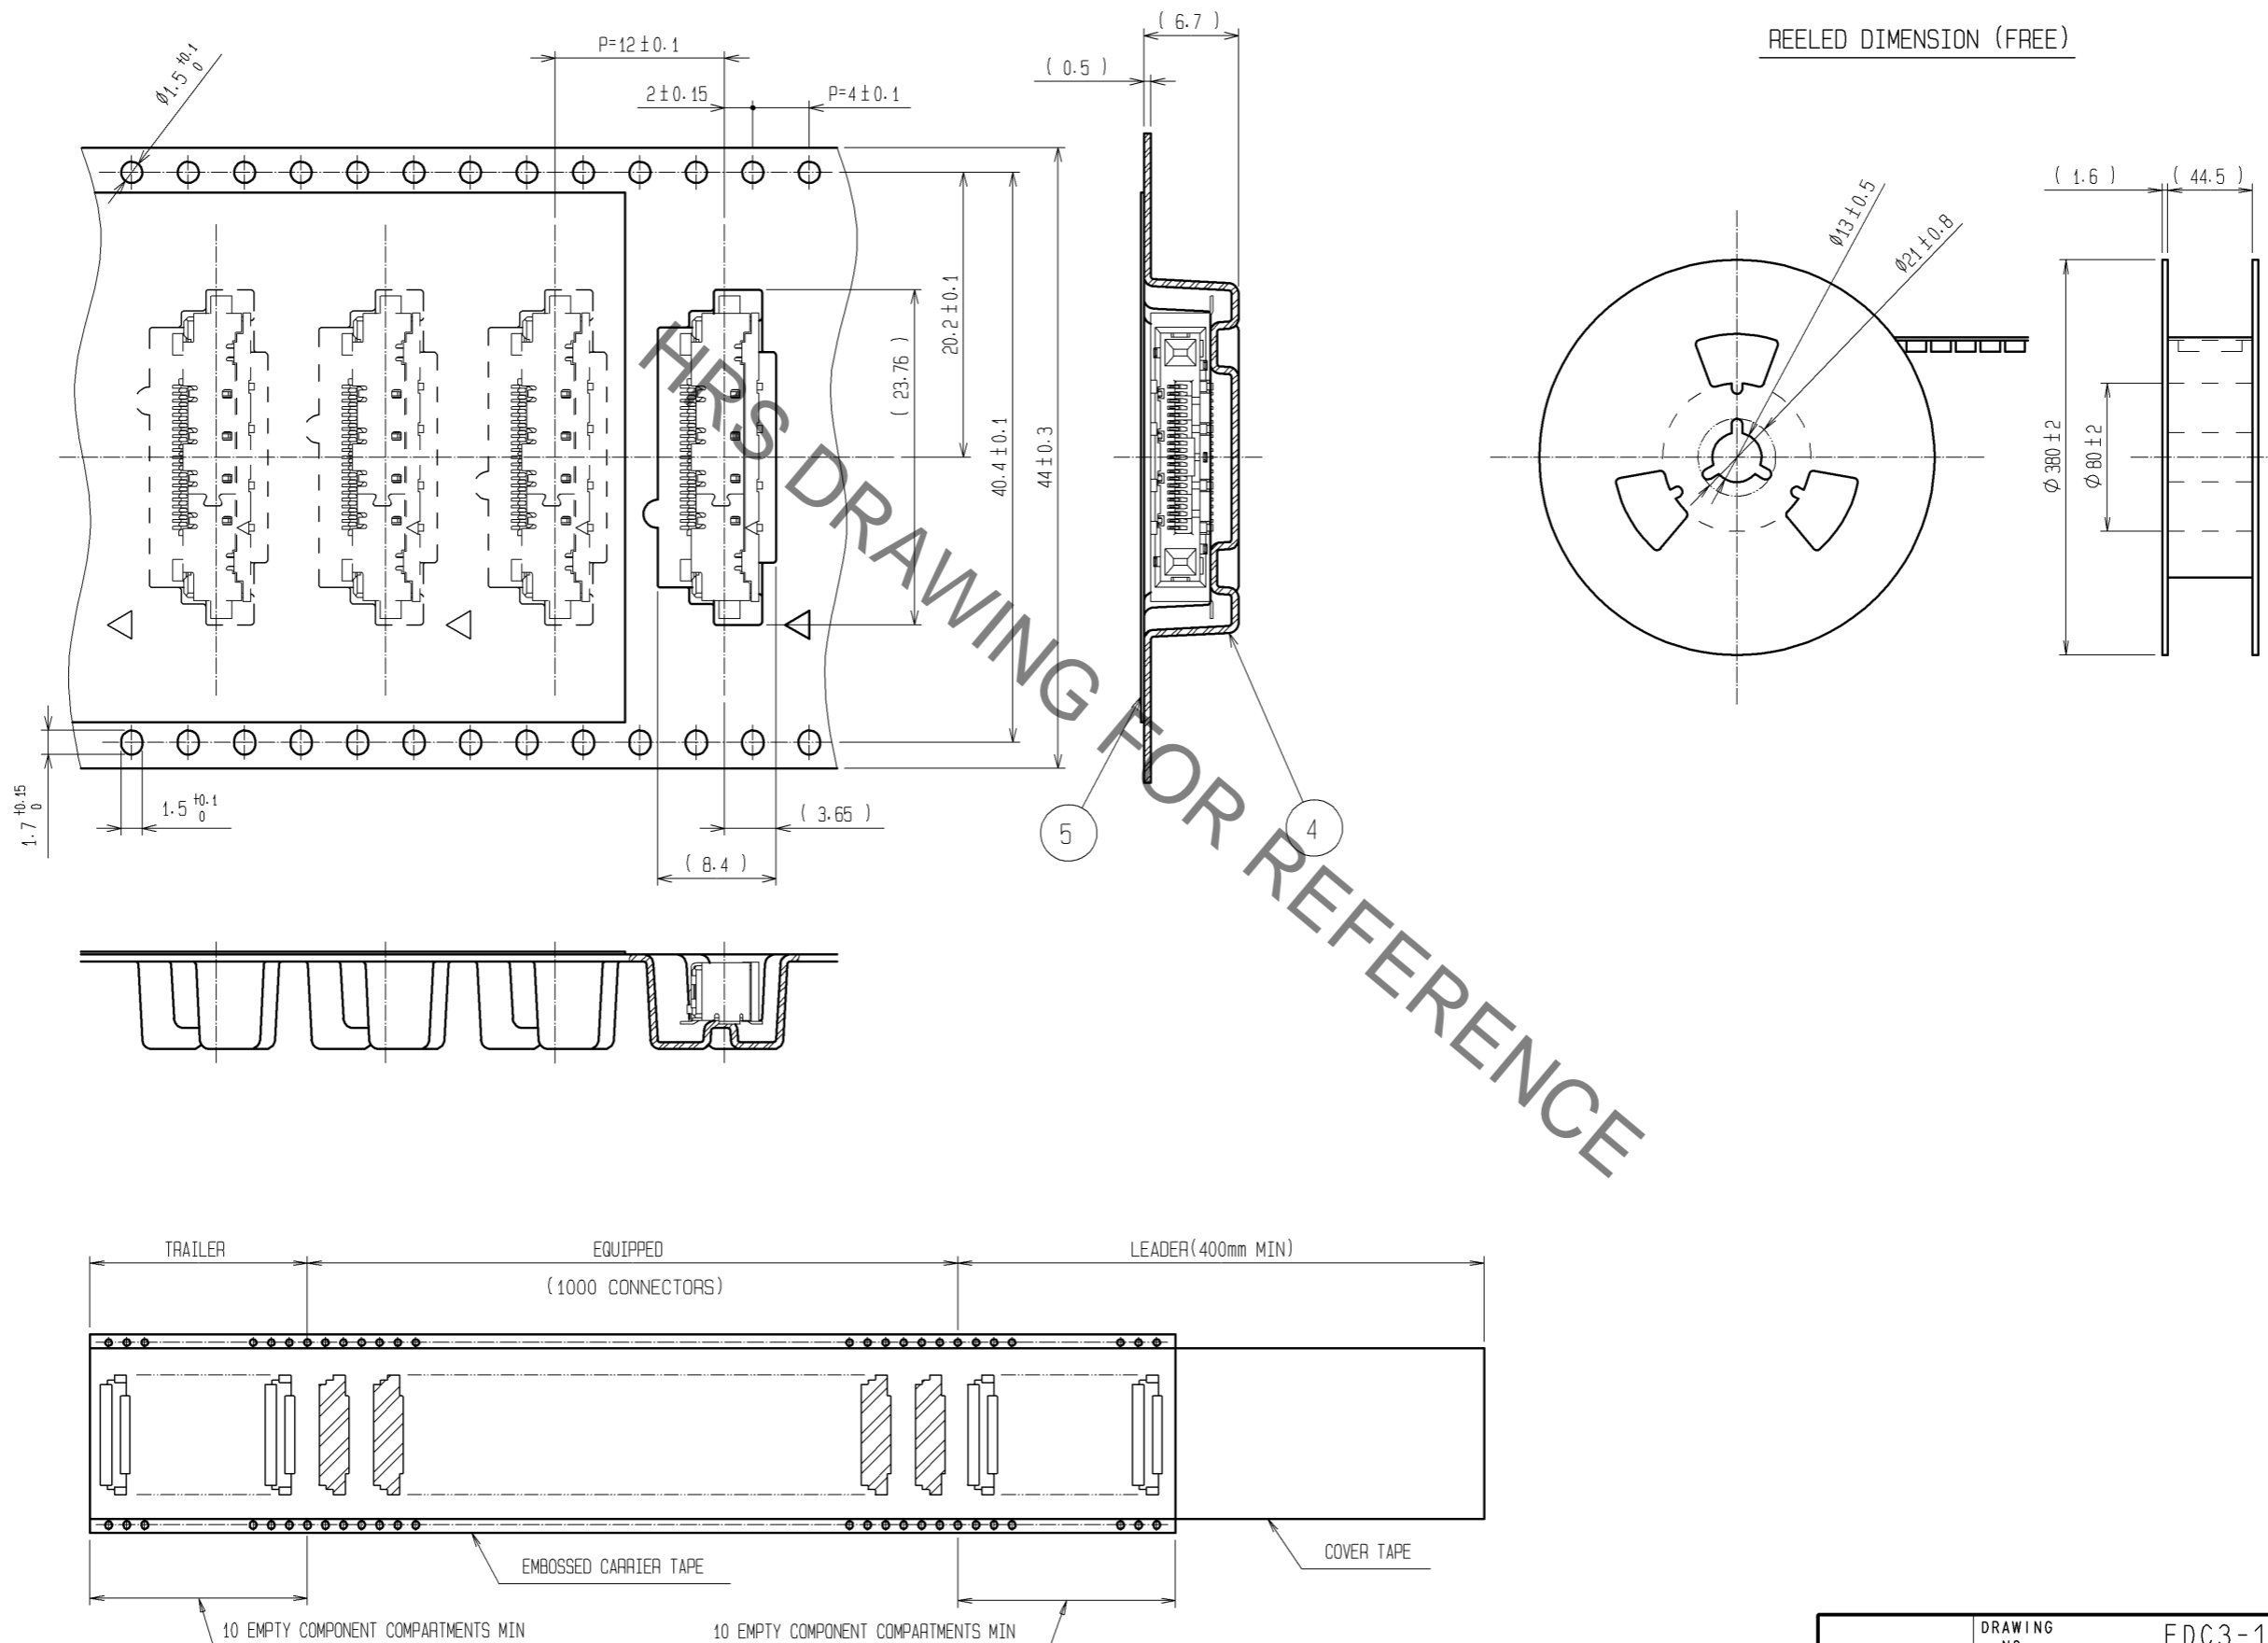 REELED DIMENSION (FREE)
( 6.7 )
( 0.5 )
P=12±0.1
2±0.15
P=4±0.1
Ø1.5 +0.1 0
( 1.6 )
( 44.5 )
Ø13±0.5
Ø21±0.8
20.2±0.1
( 23.76 )
40.4±0.1
44±0.3
Ø380±2
Ø80±2
1.7 +0.15 0
1.5 +0.1 0
( 3.65 )
( 8.4 )
5
4
HRS DRAWING FOR REFERENCE
TRAILER
EQUIPPED
LEADER(400mm MIN)
(1000 CONNECTORS)
EMBOSSED CARRIER TAPE
COVER TAPE
10 EMPTY COMPONENT COMPARTMENTS MIN
10 EMPTY COMPONENT COMPARTMENTS MIN
DRAWING